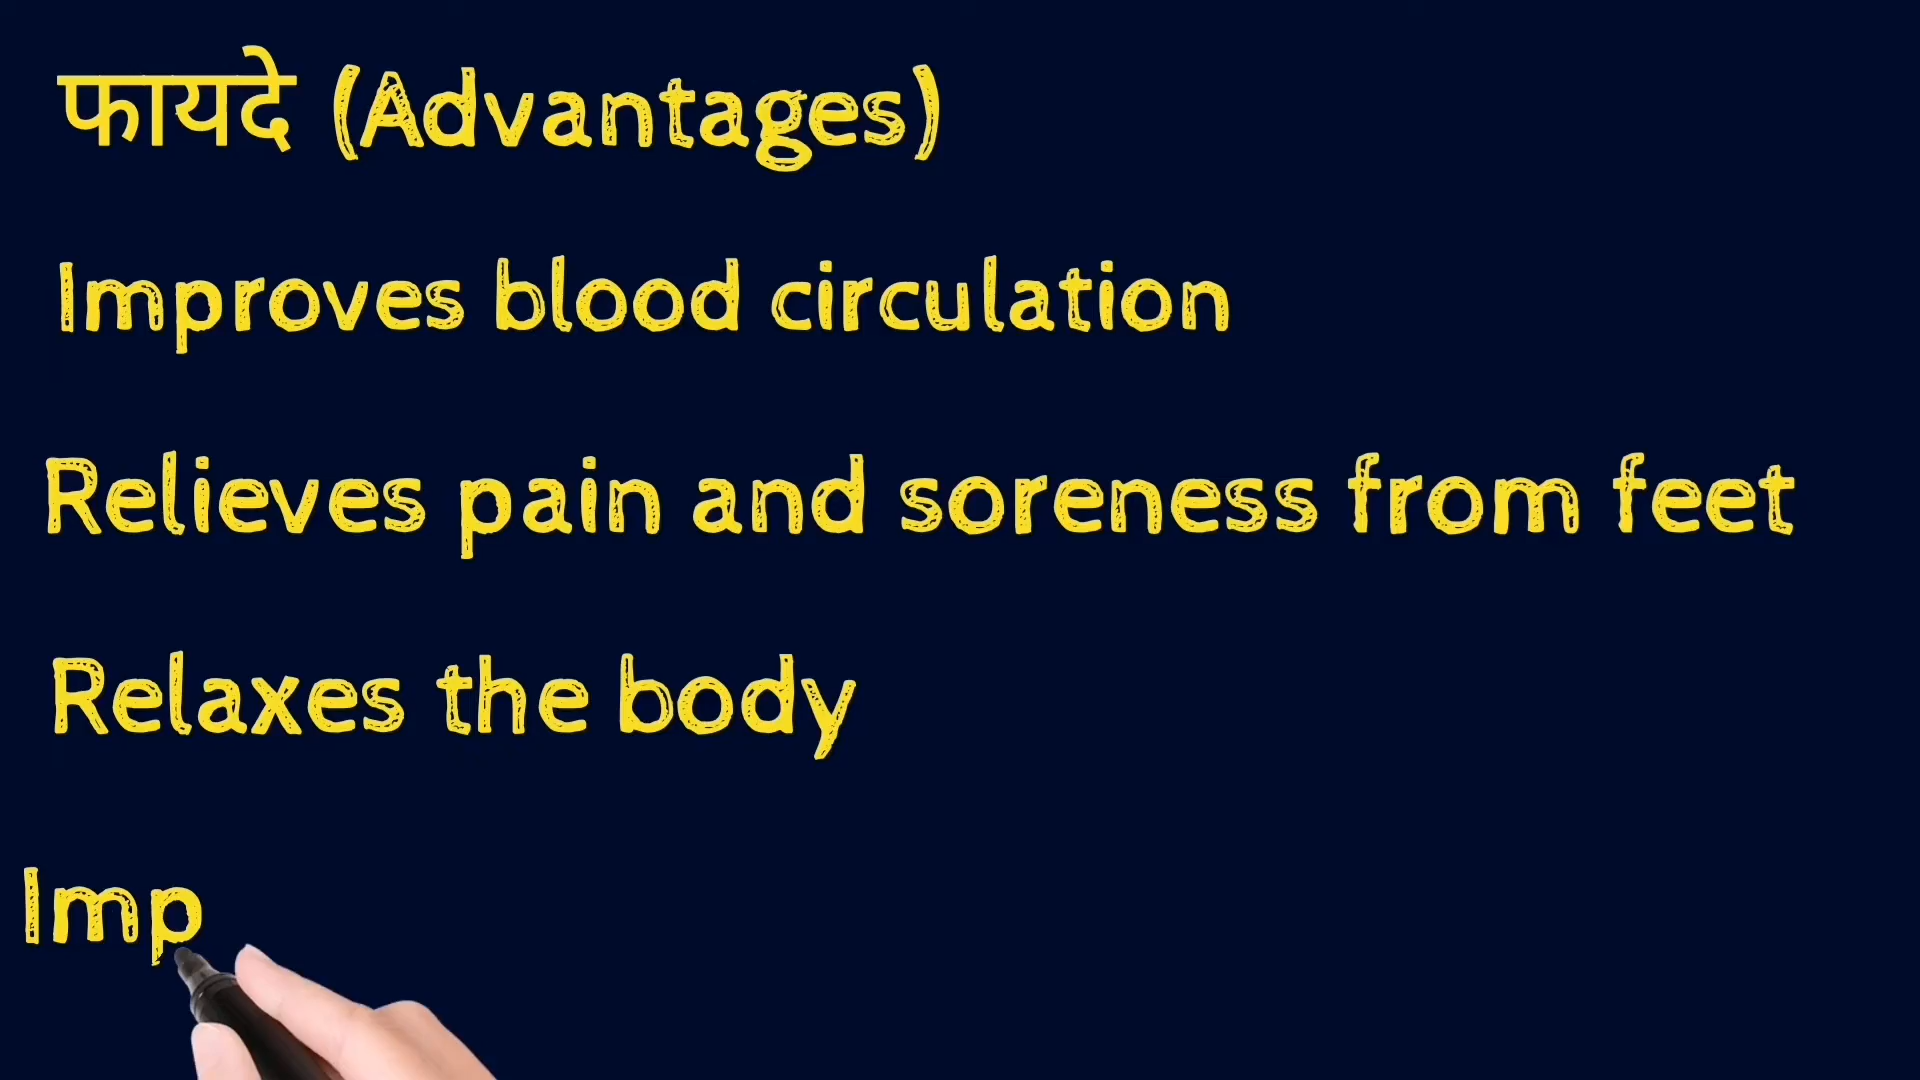 फायदे (Advantages)
Improves blood circulation
Relieves pain and soreness from feet
Relaxes the body
Imp